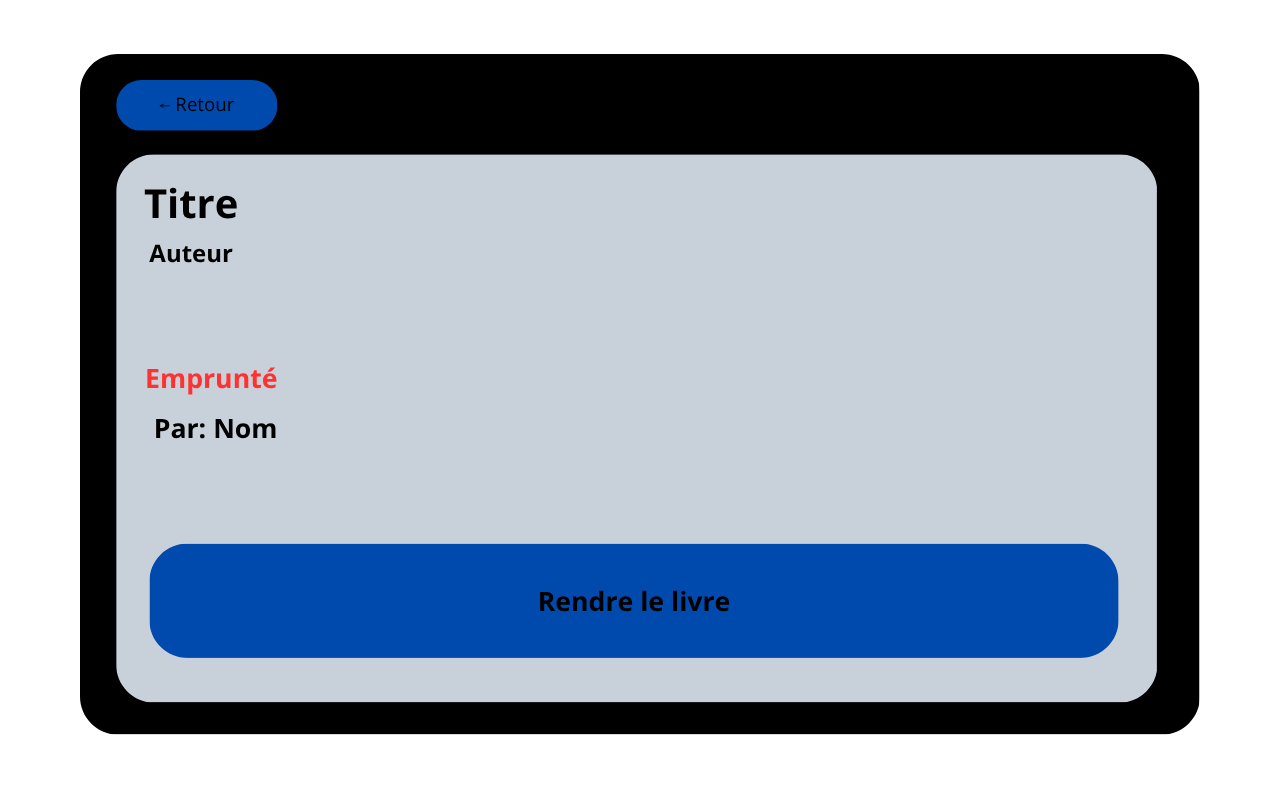 ← Retour
Titre
Auteur
Emprunté
Par: Nom
Rendre le livre